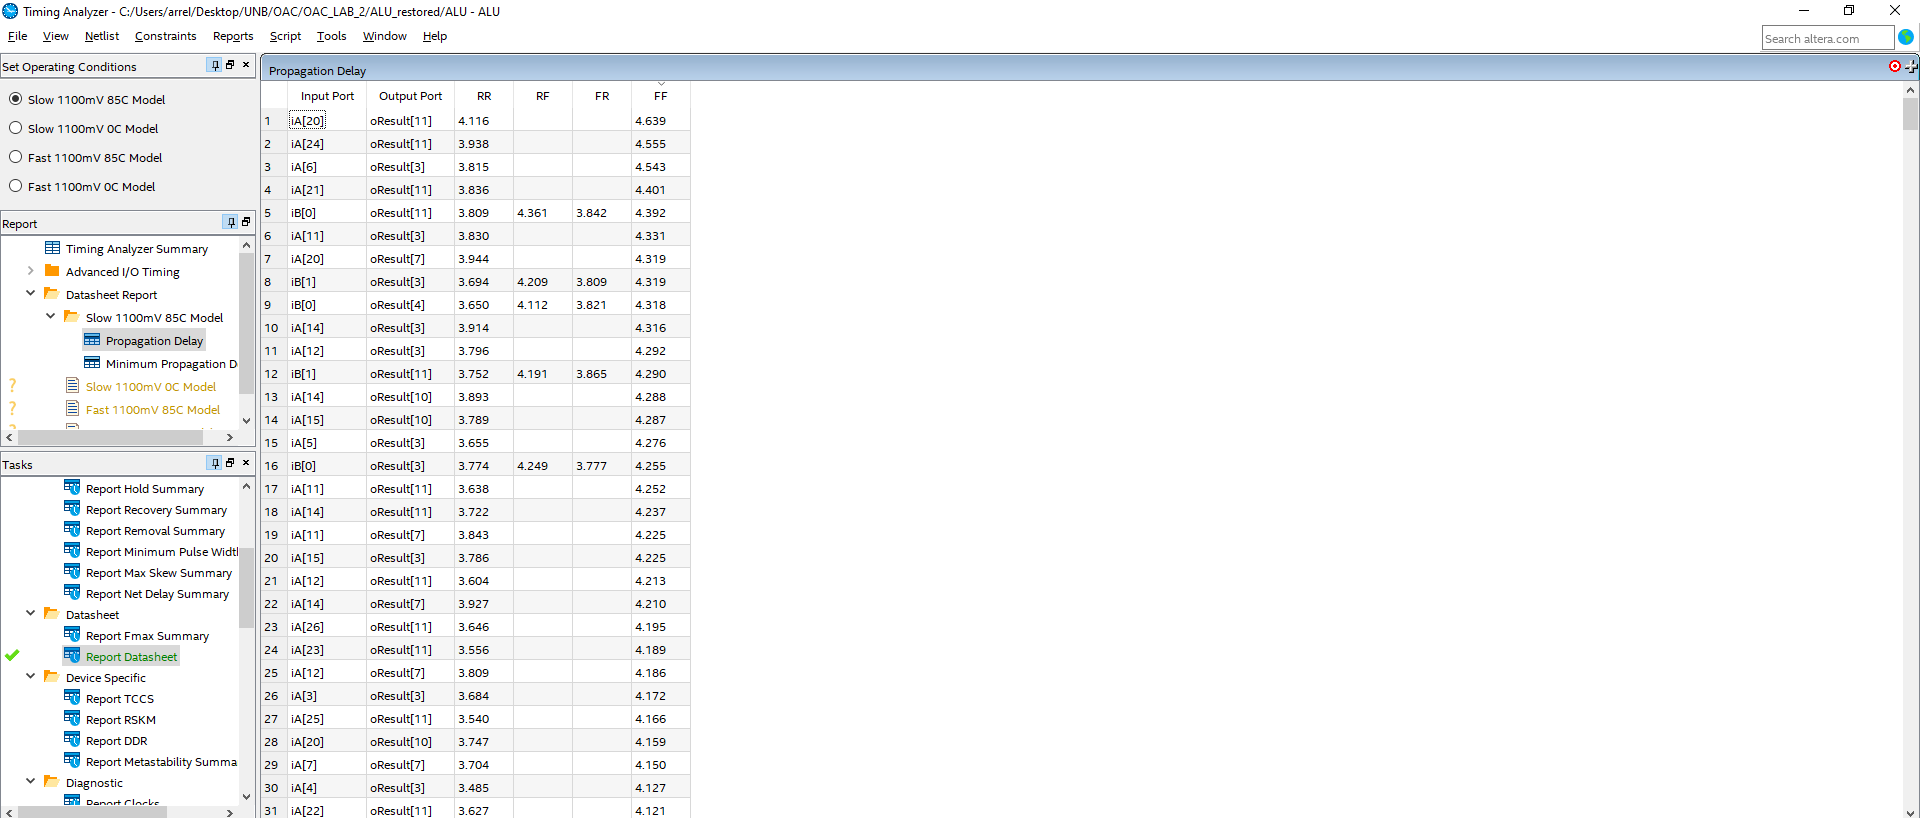 Timing Analyzer - C:/Users/arrel/Desktop/UNB/OAC/OAC_LAB_2/ALU_restored/ALU - ALU
File View Netlist Constraints Reports Script Tools Window Help
Search altera.com
Set Operating Conditions
Slow 1100mV 85C Model
Slow 1100mV 0C Model
Fast 1100mV 85C Model
Fast 1100mV 0C Model
Report
Timing Analyzer Summary
Advanced I/O Timing
Datasheet Report
Slow 1100mV 85C Model
Propagation Delay
Minimum Propagation D
? Slow 1100mV 0C Model
? Fast 1100mV 85C Model
Tasks
Report Hold Summary
Report Recovery Summary
Report Removal Summary
Report Minimum Pulse Widtl
Report Max Skew Summary
Report Net Delay Summary
Datasheet
Report Fmax Summary
Report Datasheet
Device Specific
Report TCCS
Report RSKM
Report DDR
Report Metastability Summa
Diagnostic
Report Clocks
Propagation Delay
Input Port Output Port RR RF FR FF
1 iA[20] oResult[11] 4.116 4.639
2 iA[24] oResult[11] 3.938 4.555
3 iA[6] oResult[3] 3.815 4.543
4 iA[21] oResult[11] 3.836 4.401
5 iB[0] oResult[11] 3.809 4.361 3.842 4.392
6 iA[11] oResult[3] 3.830 4.331
7 iA[20] oResult[7] 3.944 4.319
8 iB[1] oResult[3] 3.694 4.209 3.809 4.319
9 iB[0] oResult[4] 3.650 4.112 3.821 4.318
10 iA[14] oResult[3] 3.914 4.316
11 iA[12] oResult[3] 3.796 4.292
12 iB[1] oResult[11] 3.752 4.191 3.865 4.290
13 iA[14] oResult[10] 3.893 4.288
14 iA[15] oResult[10] 3.789 4.287
15 iA[5] oResult[3] 3.655 4.276
16 iB[0] oResult[3] 3.774 4.249 3.777 4.255
17 iA[11] oResult[11] 3.638 4.252
18 iA[14] oResult[11] 3.722 4.237
19 iA[11] oResult[7] 3.843 4.225
20 iA[15] oResult[3] 3.786 4.225
21 iA[12] oResult[11] 3.604 4.213
22 iA[14] oResult[7] 3.927 4.210
23 iA[26] oResult[11] 3.646 4.195
24 iA[23] oResult[11] 3.556 4.189
25 iA[12] oResult[7] 3.809 4.186
26 iA[3] oResult[3] 3.684 4.172
27 iA[25] oResult[11] 3.540 4.166
28 iA[20] oResult[10] 3.747 4.159
29 iA[7] oResult[7] 3.704 4.150
30 iA[4] oResult[3] 3.485 4.127
31 iA[22] oResult[11] 3.627 4.121